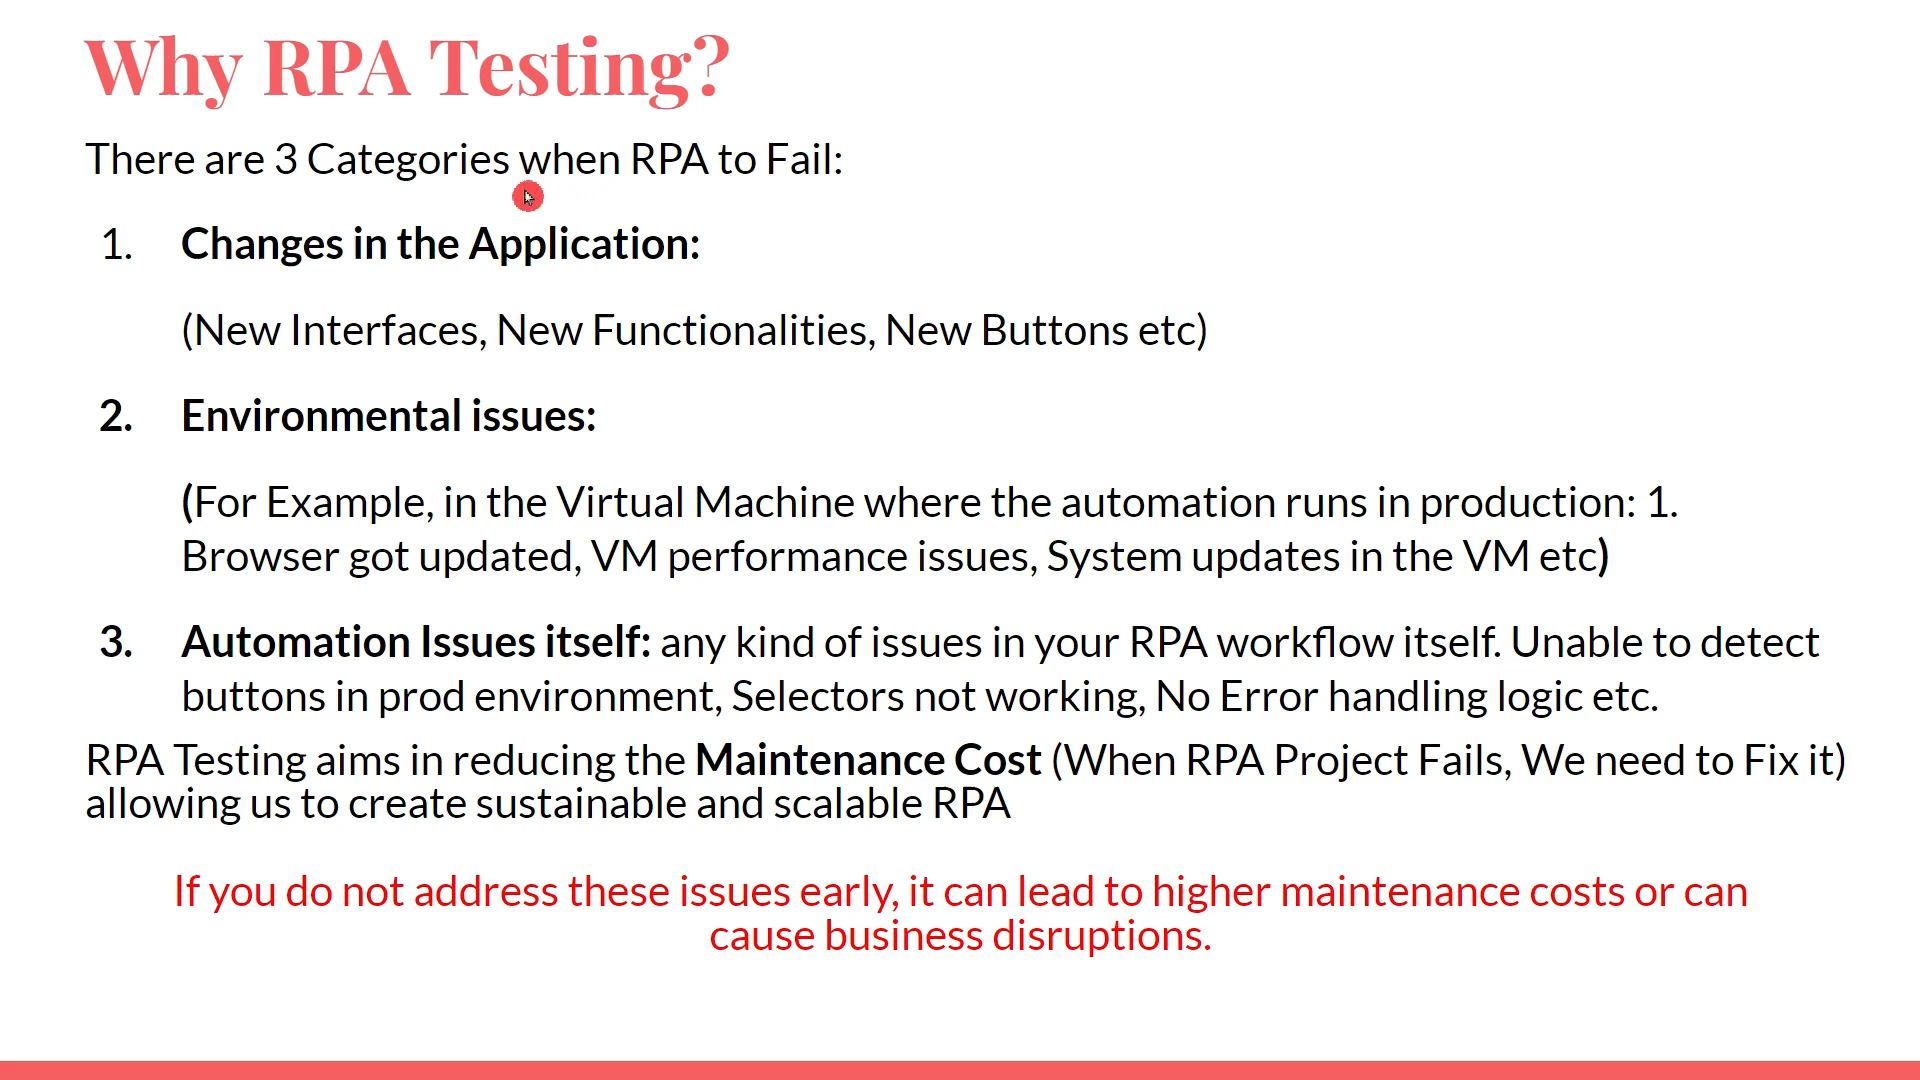 Why RPA Testing?
There are 3 Categories when RPA to Fail:
1. Changes in the Application:
(New Interfaces, New Functionalities, New Buttons etc)
2. Environmental issues:
(For Example, in the Virtual Machine where the automation runs in production: 1.
Browser got updated, VM performance issues, System updates in the VM etc)
3. Automation Issues itself: any kind of issues in your RPA workflow itself. Unable to detect
buttons in prod environment, Selectors not working, No Error handling logic etc.
RPA Testing aims in reducing the Maintenance Cost (When RPA Project Fails, We need to Fix it)
allowing us to create sustainable and scalable RPA
If you do not address these issues early, it can lead to higher maintenance costs or can
cause business disruptions.